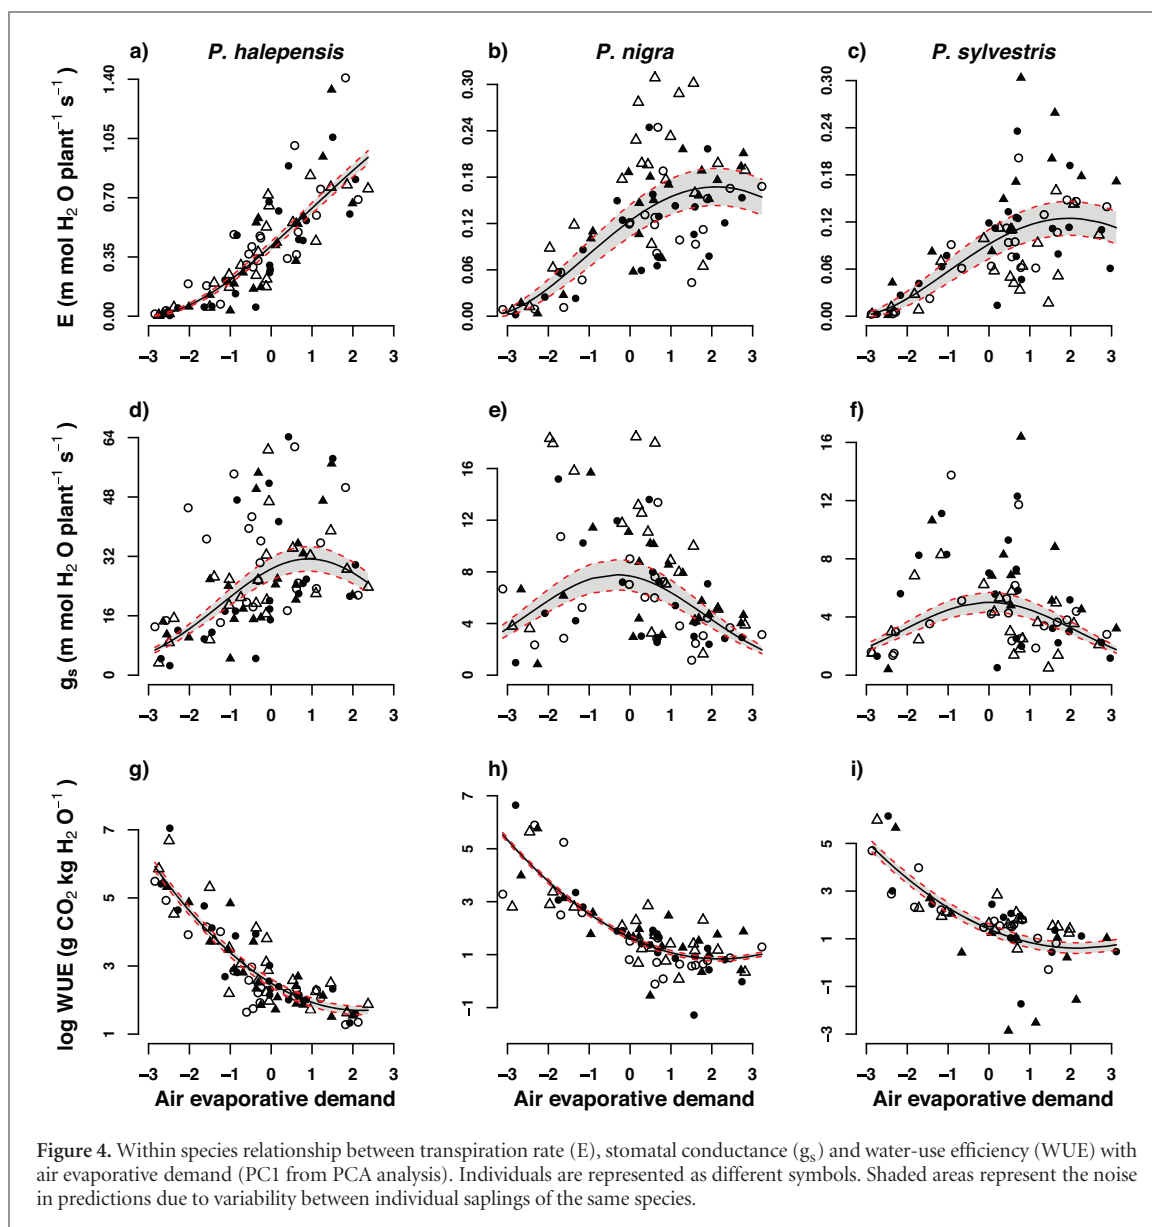 a) P. halepensis b) P. nigra c) P. sylvestris
E (m mol H₂ O plant⁻¹ s⁻¹)
0.00 0.35 0.70 1.05 1.40
0.00 0.06 0.12 0.18 0.24 0.30
0.00 0.06 0.12 0.18 0.24 0.30
−3 −2 −1 0 1 2 3
−3 −2 −1 0 1 2 3
−3 −2 −1 0 1 2 3
d) e) f)
gₛ (m mol H₂ O plant⁻¹ s⁻¹)
0 16 32 48 64
0 4 8 12 16
0 4 8 12 16
−3 −2 −1 0 1 2 3
−3 −2 −1 0 1 2 3
−3 −2 −1 0 1 2 3
g) h) i)
log WUE (g CO₂ kg H₂ O⁻¹ )
1 3 5 7
−1 1 3 5 7
−3 −1 1 3 5
−3 −2 −1 0 1 2 3
−3 −2 −1 0 1 2 3
−3 −2 −1 0 1 2 3
Air evaporative demand Air evaporative demand Air evaporative demand
Figure 4. Within species relationship between transpiration rate (E), stomatal conductance (gₛ) and water-use efficiency (WUE) with
air evaporative demand (PC1 from PCA analysis). Individuals are represented as different symbols. Shaded areas represent the noise
in predictions due to variability between individual saplings of the same species.